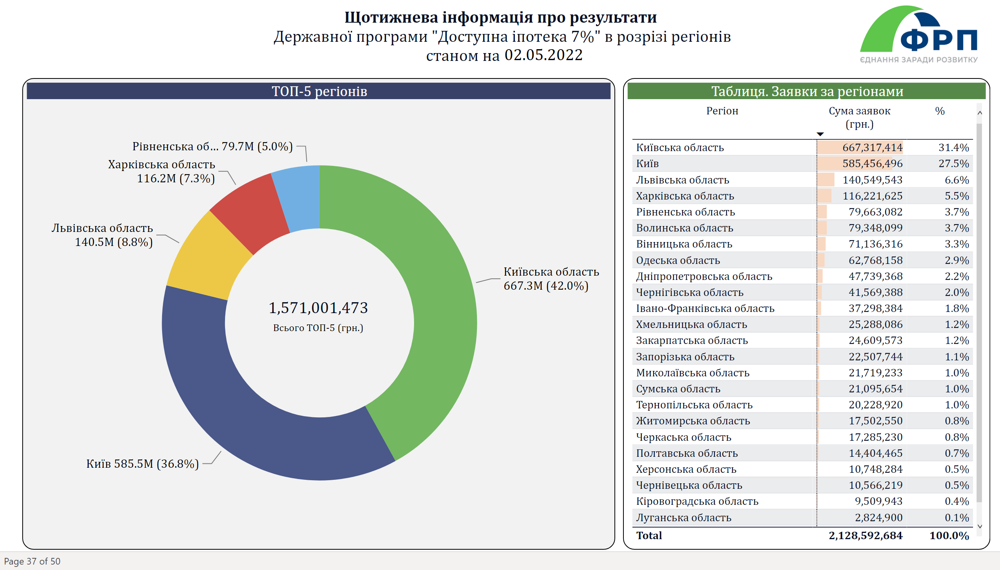 Щотижнева інформація про результати
Державної програми "Доступна іпотека 7%" в розрізі регіонів
станом на 02.05.2022
ФРП
ЄДНАННЯ ЗАРАДИ РОЗВИТКУ
ТОП-5 регіонів
Рівненська об... 79.7M (5.0%)
Харківська область
116.2M (7.3%)
Львівська область
140.5M (8.8%)
Київська область
667.3M (42.0%)
1,571,001,473
Всього ТОП-5 (грн.)
Київ 585.5M (36.8%)
Таблиця. Заявки за регіонами
Регіон Сума заявок %
(грн.)
Київська область 667,317,414 31.4%
Київ 585,456,496 27.5%
Львівська область 140,549,543 6.6%
Харківська область 116,221,625 5.5%
Рівненська область 79,663,082 3.7%
Волинська область 79,348,099 3.7%
Вінницька область 71,136,316 3.3%
Одеська область 62,768,158 2.9%
Дніпропетровська область 47,739,368 2.2%
Чернігівська область 41,569,388 2.0%
Івано-Франківська область 37,298,384 1.8%
Хмельницька область 25,288,086 1.2%
Закарпатська область 24,609,573 1.2%
Запорізька область 22,507,744 1.1%
Миколаївська область 21,719,233 1.0%
Сумська область 21,095,654 1.0%
Тернопільська область 20,228,920 1.0%
Житомирська область 17,502,550 0.8%
Черкаська область 17,285,230 0.8%
Полтавська область 14,404,465 0.7%
Херсонська область 10,748,284 0.5%
Чернівецька область 10,566,219 0.5%
Кіровоградська область 9,509,943 0.4%
Луганська область 2,824,900 0.1%
Total 2,128,592,684 100.0%
Page 37 of 50